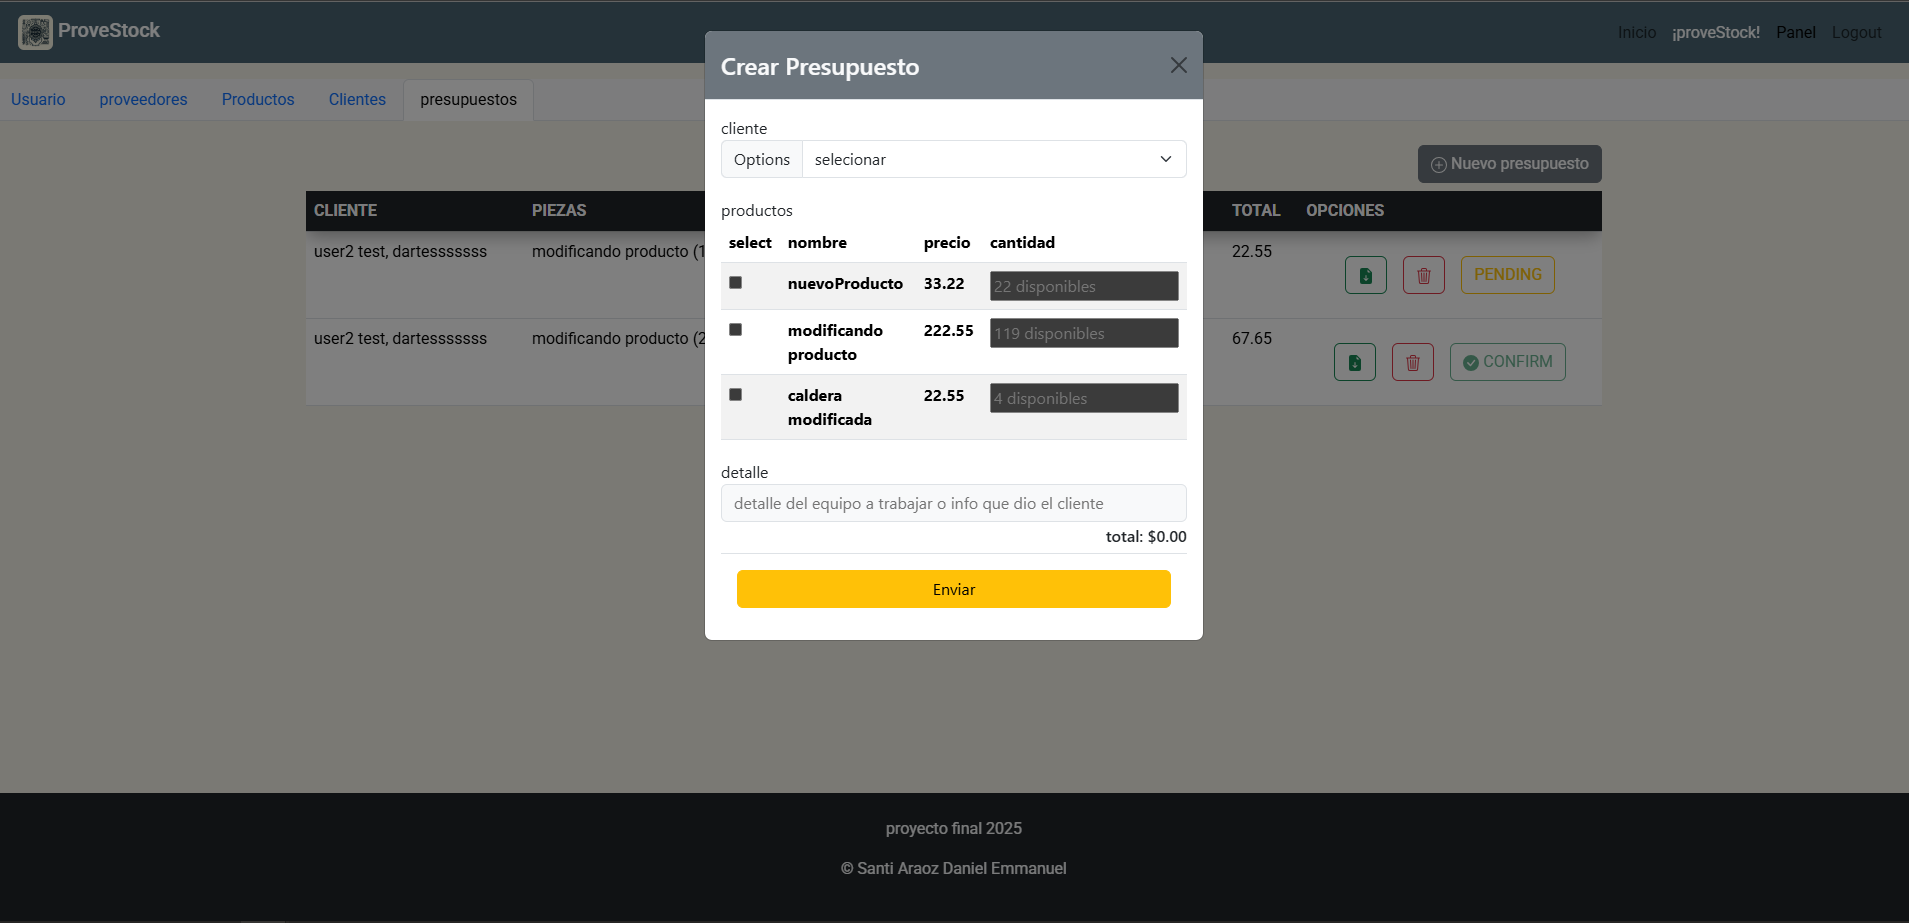 ProveStock
Inicio ¡proveStock! Panel Logout
Usuario proveedores Productos Clientes presupuestos
Nuevo presupuesto
CLIENTE PIEZAS TOTAL OPCIONES
user2 test, dartesssssss modificando producto (1 22.55 PENDING
user2 test, dartesssssss modificando producto (2 67.65 CONFIRM
Crear Presupuesto
cliente
Options selecionar
productos
select nombre precio cantidad
nuevoProducto 33.22 22 disponibles
modificando 222.55 119 disponibles
producto
caldera 22.55 4 disponibles
modificada
detalle
detalle del equipo a trabajar o info que dio el cliente
total: $0.00
Enviar
proyecto final 2025
© Santi Araoz Daniel Emmanuel